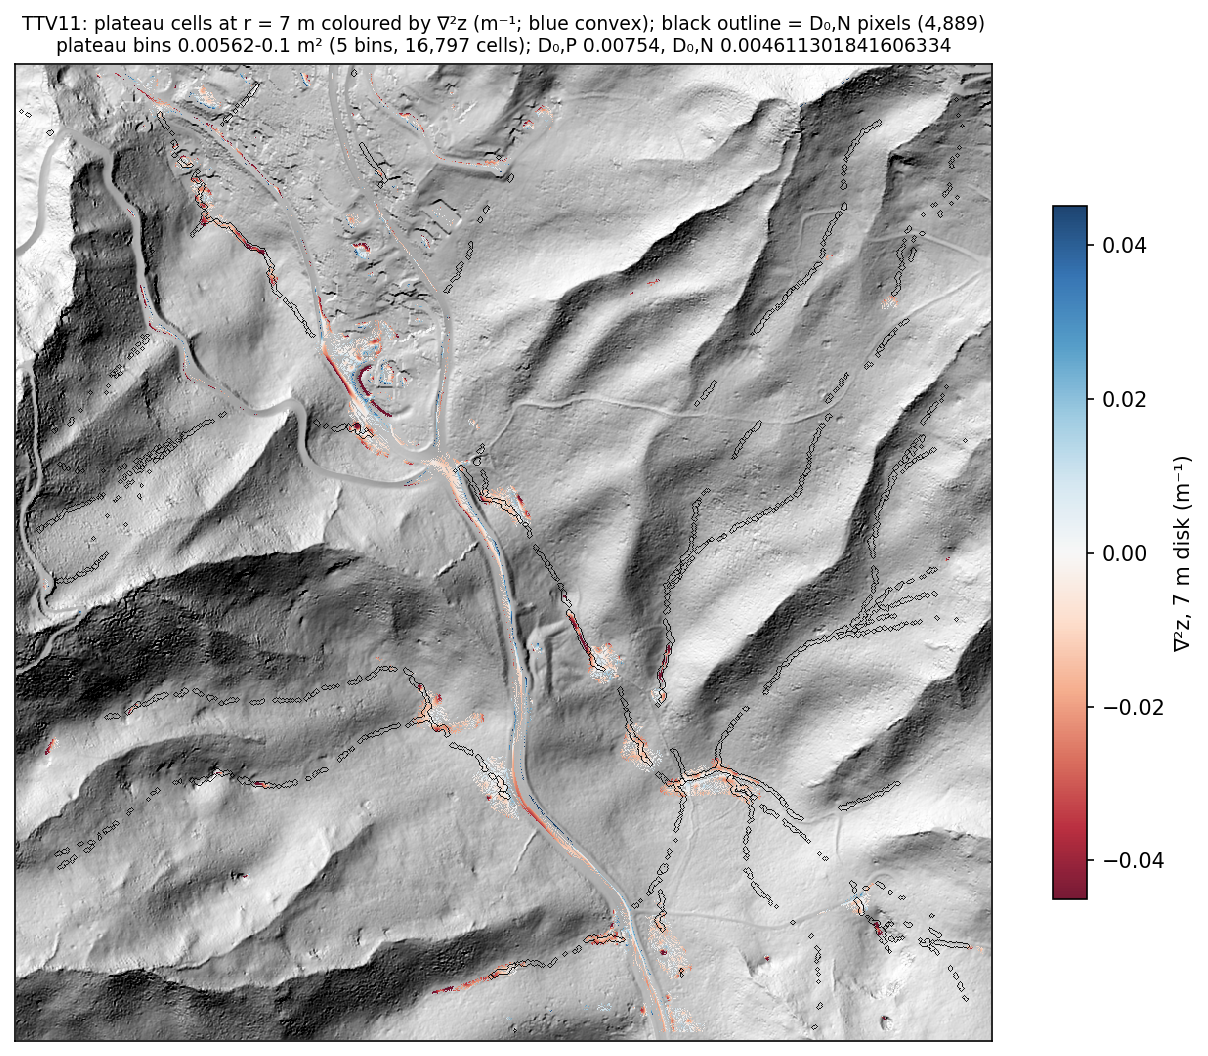 TTV11: plateau cells at r = 7 m coloured by ∇²z (m⁻¹; blue convex); black outline = D₀,N pixels (4,889)
plateau bins 0.00562-0.1 m² (5 bins, 16,797 cells); D₀,P 0.00754, D₀,N 0.004611301841606334
0.04
0.02
0.00
−0.02
−0.04
∇²z, 7 m disk (m⁻¹)